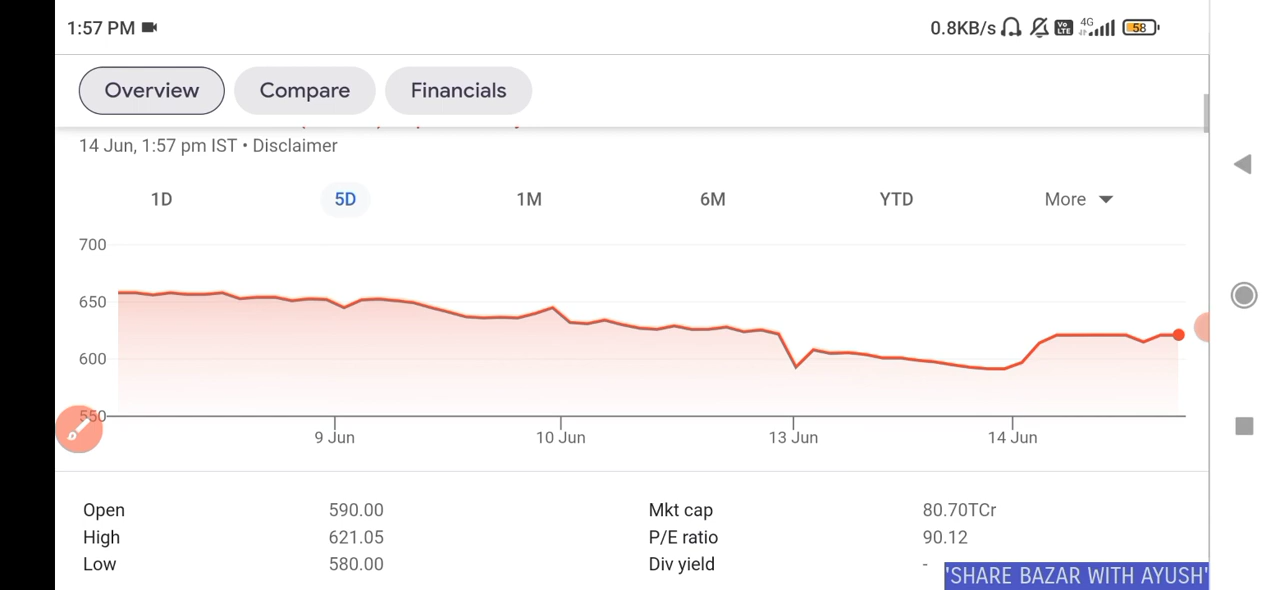 1:57 PM 0.8KB/s Vo LTE 4G 58
Overview Compare Financials
14 Jun, 1:57 pm IST • Disclaimer
1D 5D 1M 6M YTD More
700
650
600
550
9 Jun 10 Jun 13 Jun 14 Jun
Open 590.00 Mkt cap 80.70TCr
High 621.05 P/E ratio 90.12
Low 580.00 Div yield -
'SHARE BAZAR WITH AYUSH'